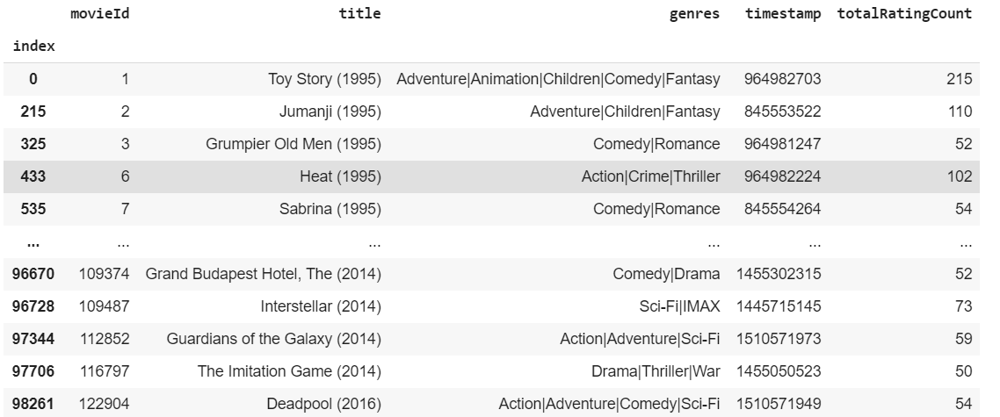 movieId title genres timestamp totalRatingCount
index
0 1 Toy Story (1995) Adventure|Animation|Children|Comedy|Fantasy 964982703 215
215 2 Jumanji (1995) Adventure|Children|Fantasy 845553522 110
325 3 Grumpier Old Men (1995) Comedy|Romance 964981247 52
433 6 Heat (1995) Action|Crime|Thriller 964982224 102
535 7 Sabrina (1995) Comedy|Romance 845554264 54
... ... ... ... ... ...
96670 109374 Grand Budapest Hotel, The (2014) Comedy|Drama 1455302315 52
96728 109487 Interstellar (2014) Sci-Fi|IMAX 1445715145 73
97344 112852 Guardians of the Galaxy (2014) Action|Adventure|Sci-Fi 1510571973 59
97706 116797 The Imitation Game (2014) Drama|Thriller|War 1455050523 50
98261 122904 Deadpool (2016) Action|Adventure|Comedy|Sci-Fi 1510571949 54